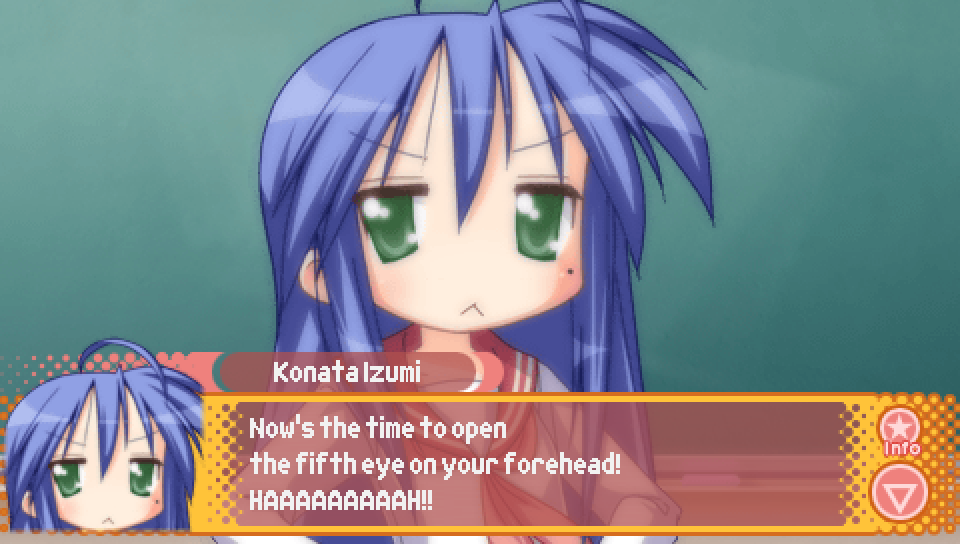 Konata Izumi
Now's the time to open
the fifth eye on your forehead!
HAAAAAAAAAH!!
Info